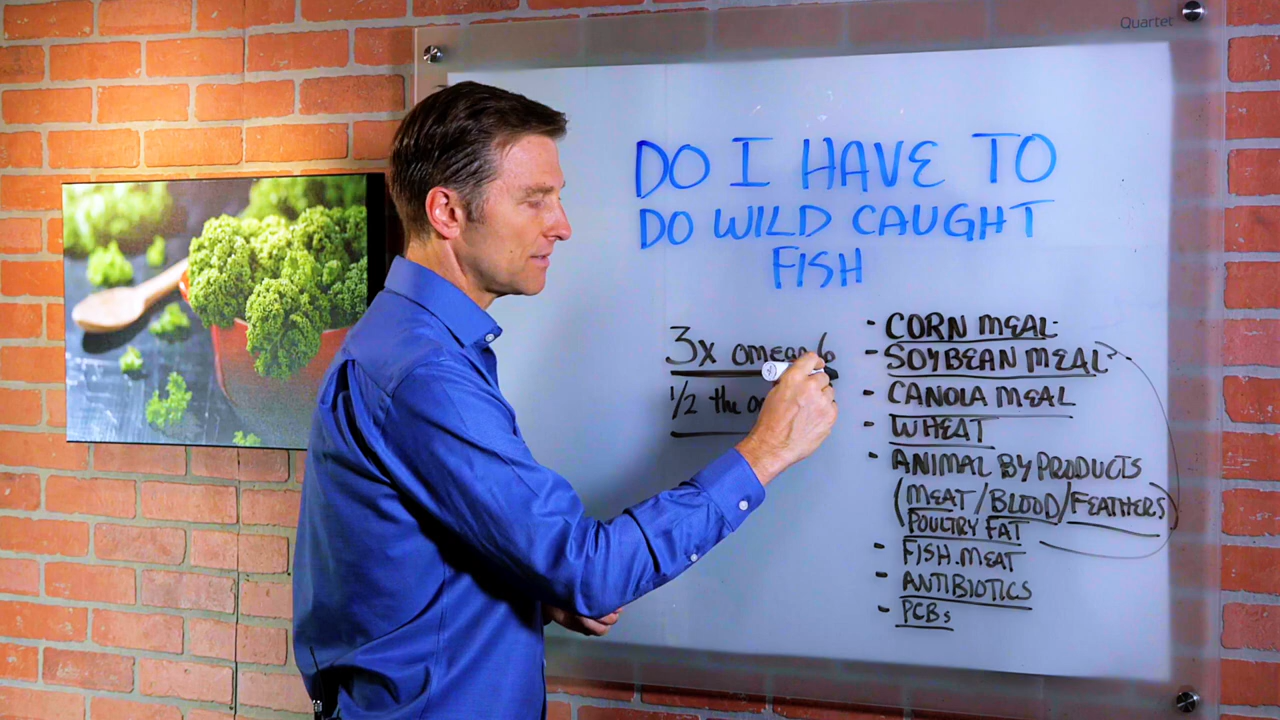 Quartet
DO I HAVE TO
DO WILD CAUGHT
FISH
3x omega 6
1/2 the
- CORN MEAL
- SOYBEAN MEAL
- CANOLA MEAL
- WHEAT
- ANIMAL BY PRODUCTS
(MEAT/BLOOD/FEATHERS)
POULTRY FAT
- FISH MEAT
- ANTIBIOTICS
- PCBs